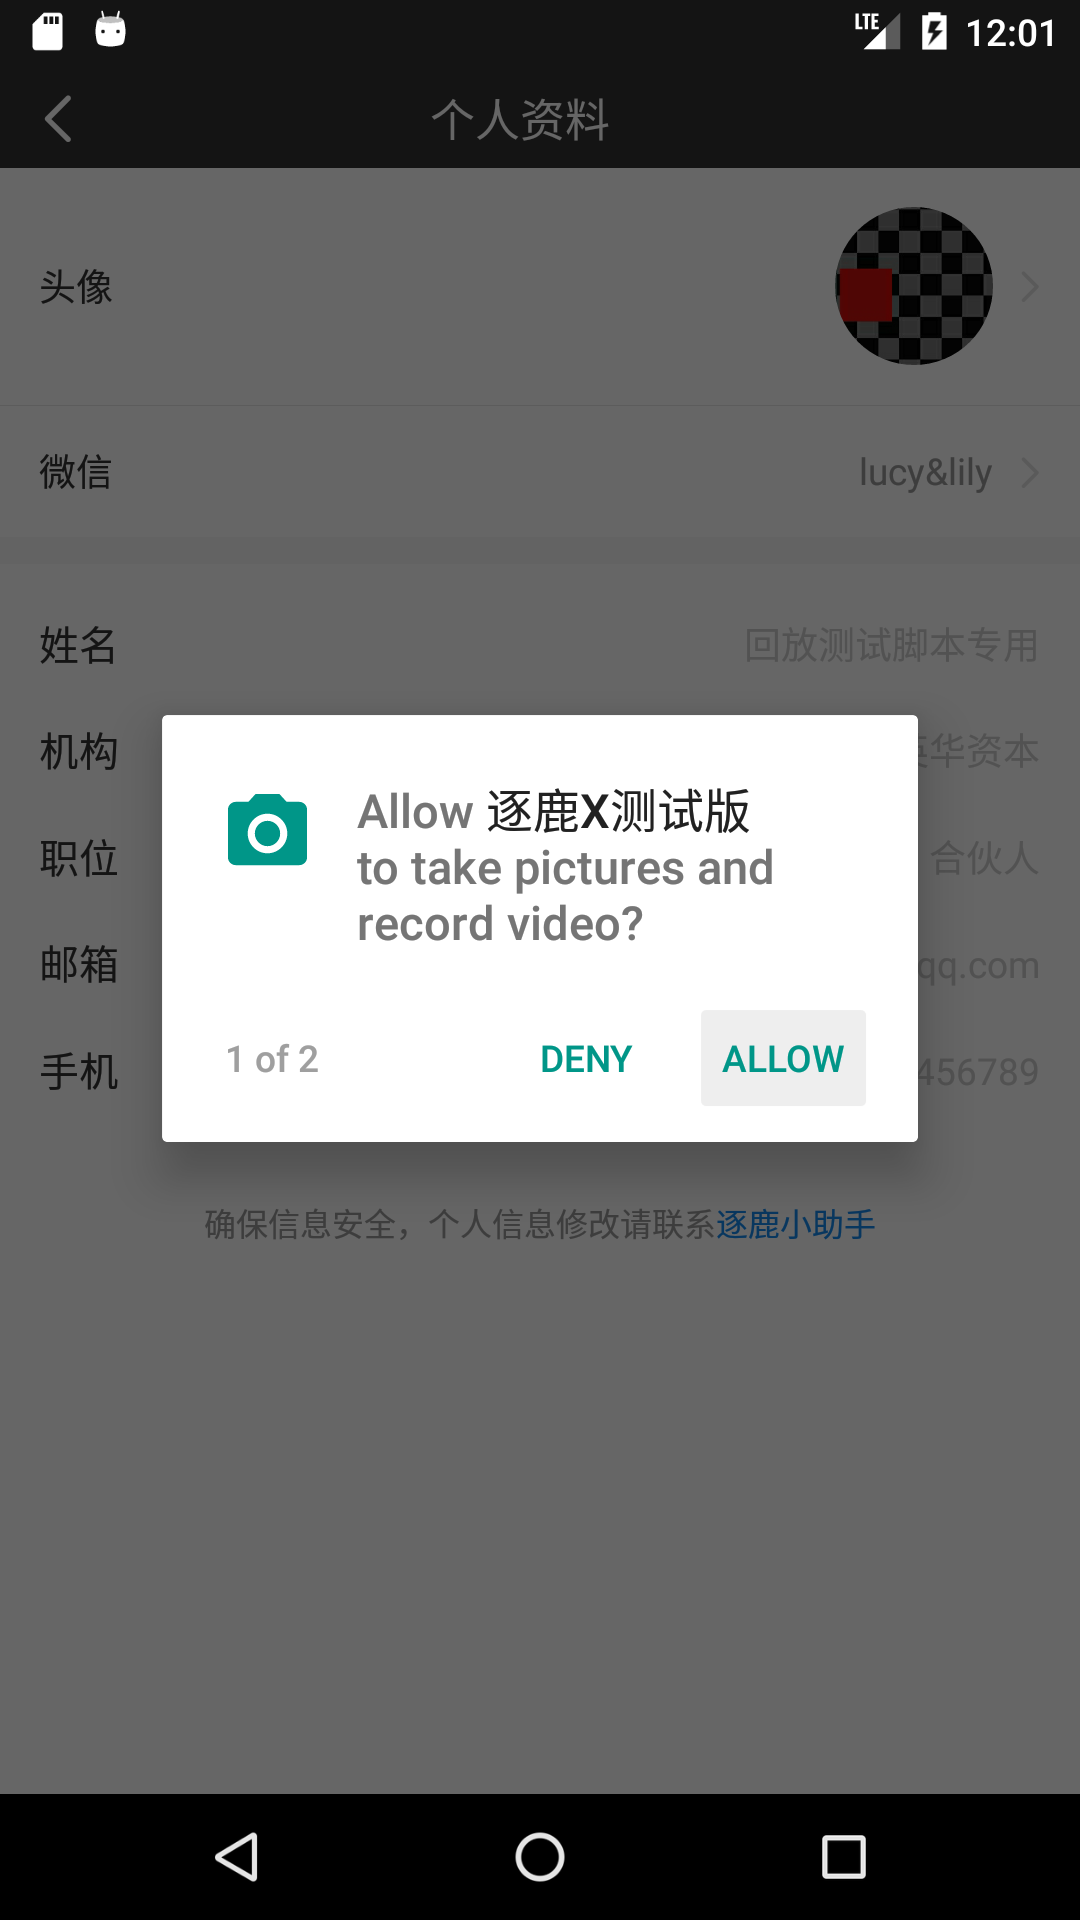 LTE 12:01
个人资料
头像
微信 lucy&lily
姓名 回放测试脚本专用
机构 华资本
职位 合伙人
邮箱 qq.com
手机 456789
Allow 逐鹿X测试版
to take pictures and
record video?
1 of 2 DENY ALLOW
确保信息安全，个人信息修改请联系逐鹿小助手